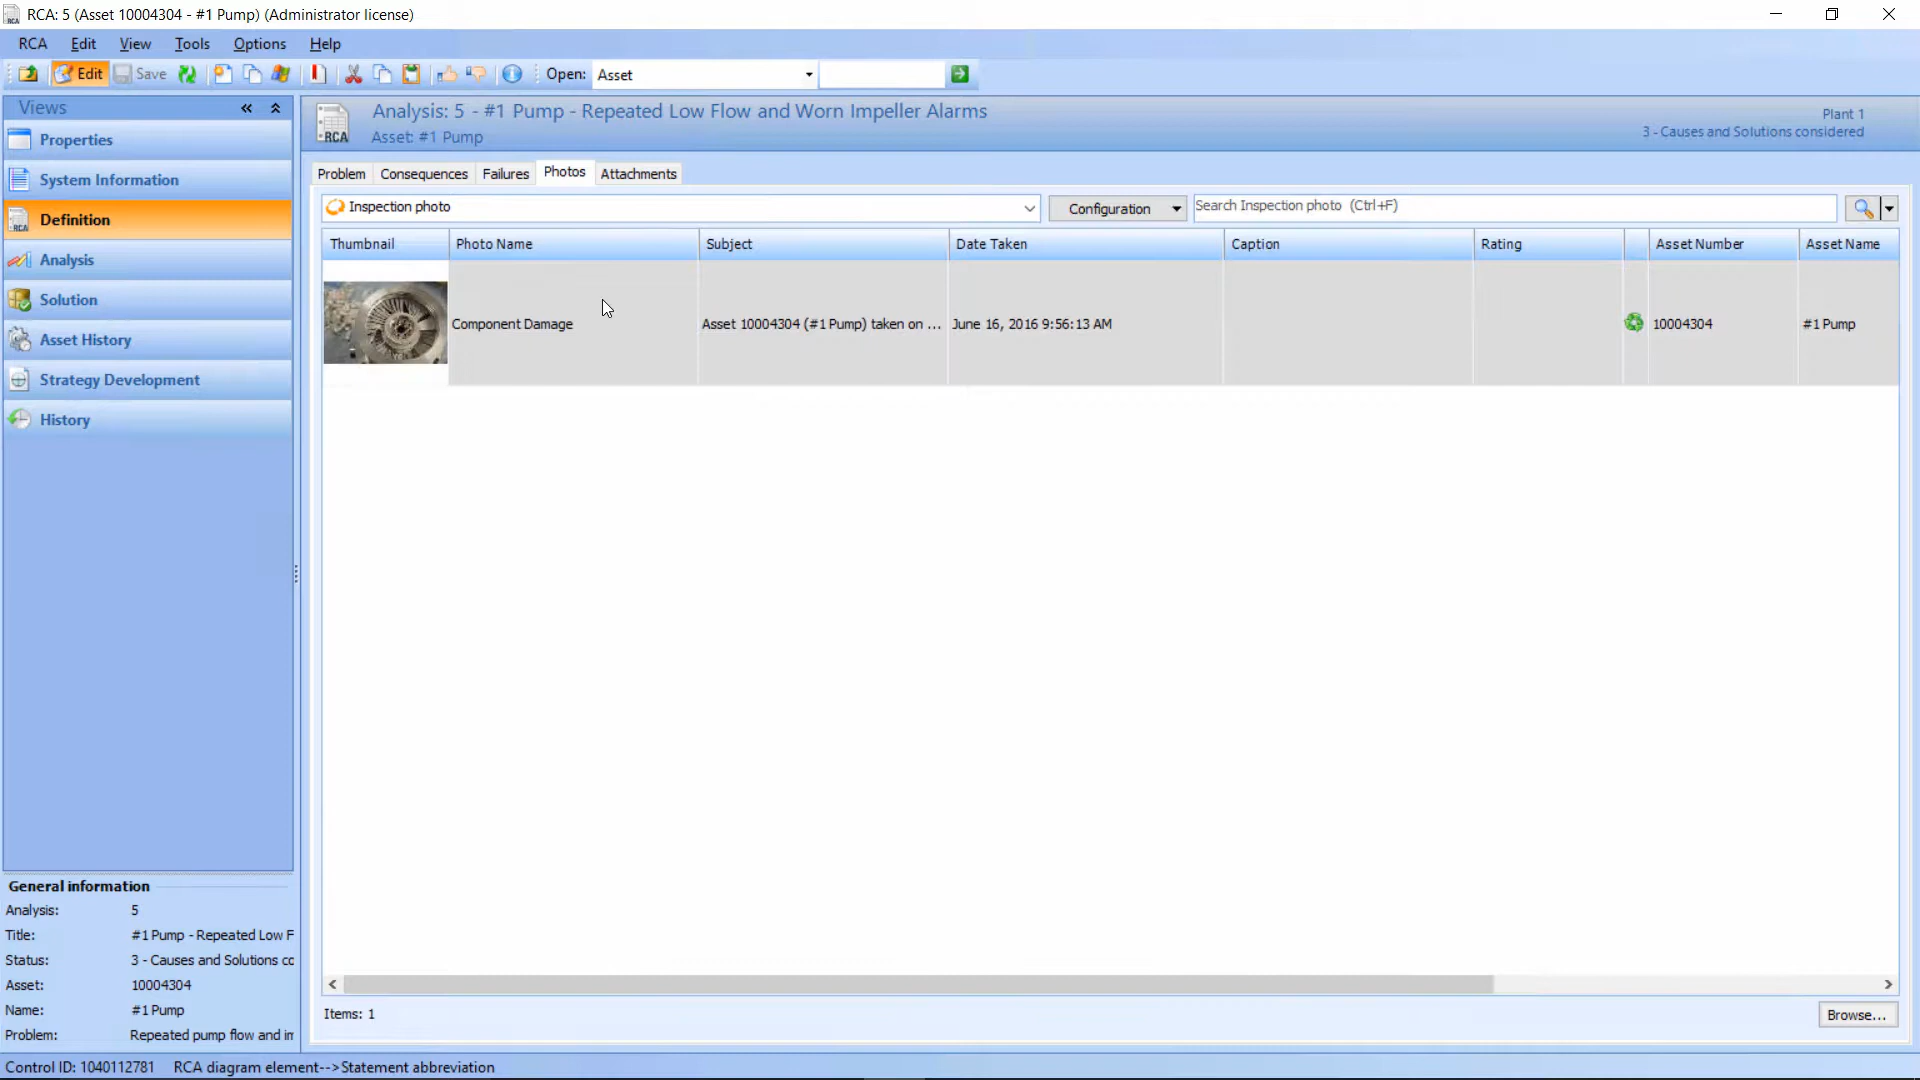 RCA: 5 (Asset 10004304 - #1 Pump) (Administrator license)
RCA Edit View Tools Options Help
Edit Save Open: Asset
Views
Properties
System Information
Definition
Analysis
Solution
Asset History
Strategy Development
History
General information
Analysis: 5
Title: #1 Pump - Repeated Low F
Status: 3 - Causes and Solutions cc
Asset: 10004304
Name: #1 Pump
Problem: Repeated pump flow and in
RCA
Analysis: 5 - #1 Pump - Repeated Low Flow and Worn Impeller Alarms
Asset: #1 Pump
Plant 1
3 - Causes and Solutions considered
Problem Consequences Failures Photos Attachments
Inspection photo Configuration Search Inspection photo (Ctrl+F)
Thumbnail Photo Name Subject Date Taken Caption Rating Asset Number Asset Name
Component Damage Asset 10004304 (#1 Pump) taken on ... June 16, 2016 9:56:13 AM 10004304 #1 Pump
Items: 1
Browse...
Control ID: 1040112781 RCA diagram element-->Statement abbreviation